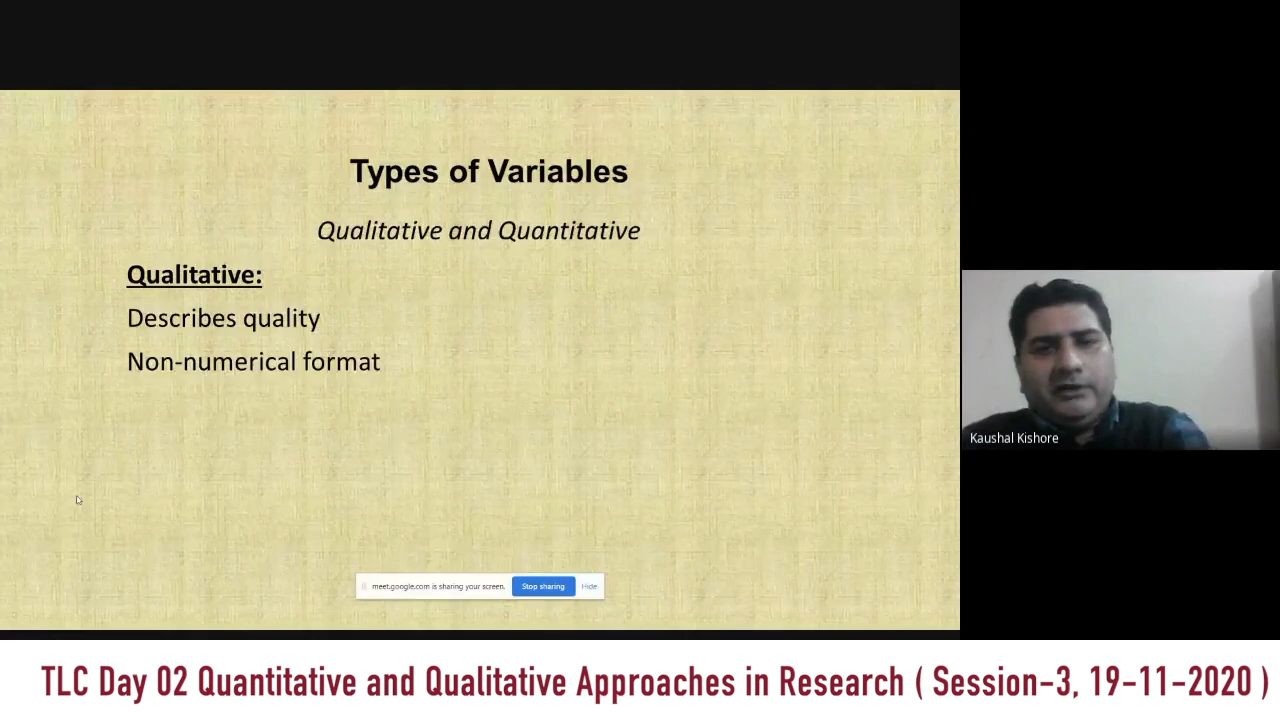 Types of Variables
Qualitative and Quantitative
Qualitative:
Describes quality
Non-numerical format
Kaushal Kishore
meet.google.com is sharing your screen. Stop sharing Hide
TLC Day 02 Quantitative and Qualitative Approaches in Research ( Session-3, 19-11-2020 )